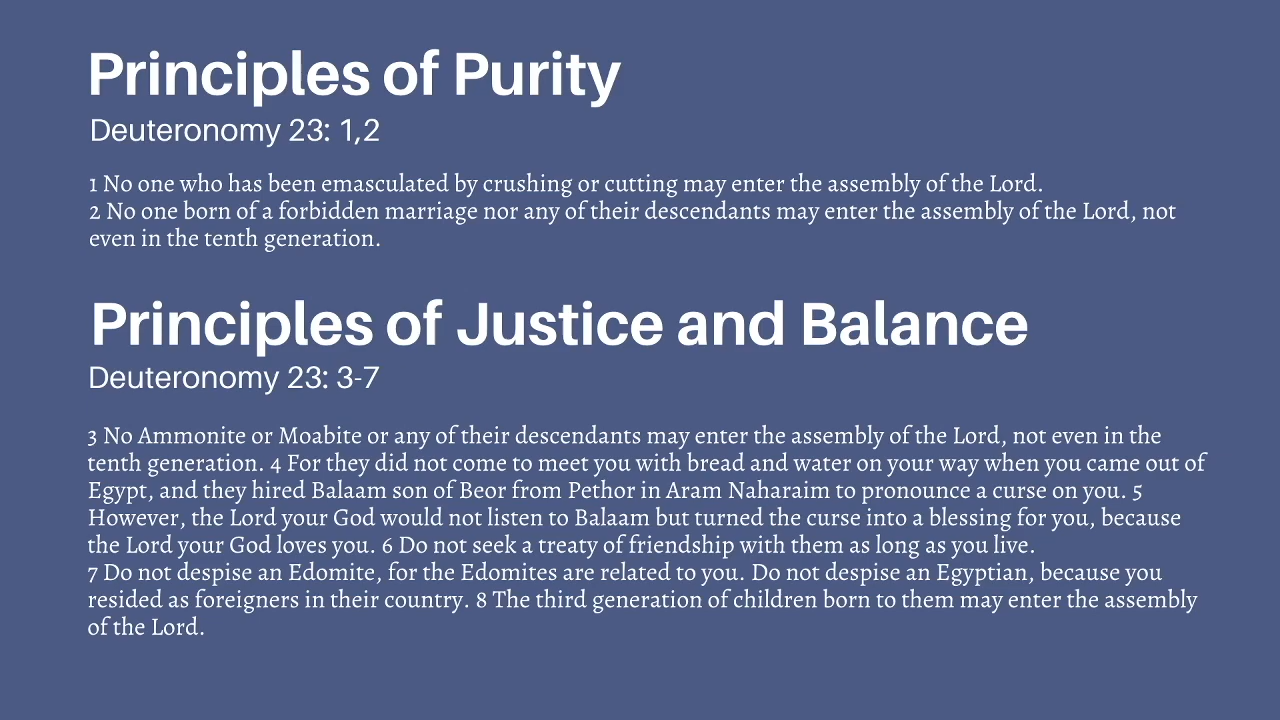 Principles of Purity
Deuteronomy 23: 1,2
1 No one who has been emasculated by crushing or cutting may enter the assembly of the Lord.
2 No one born of a forbidden marriage nor any of their descendants may enter the assembly of the Lord, not
even in the tenth generation.
Principles of Justice and Balance
Deuteronomy 23: 3-7
3 No Ammonite or Moabite or any of their descendants may enter the assembly of the Lord, not even in the
tenth generation. 4 For they did not come to meet you with bread and water on your way when you came out of
Egypt, and they hired Balaam son of Beor from Pethor in Aram Naharaim to pronounce a curse on you. 5
However, the Lord your God would not listen to Balaam but turned the curse into a blessing for you, because
the Lord your God loves you. 6 Do not seek a treaty of friendship with them as long as you live.
7 Do not despise an Edomite, for the Edomites are related to you. Do not despise an Egyptian, because you
resided as foreigners in their country. 8 The third generation of children born to them may enter the assembly
of the Lord.